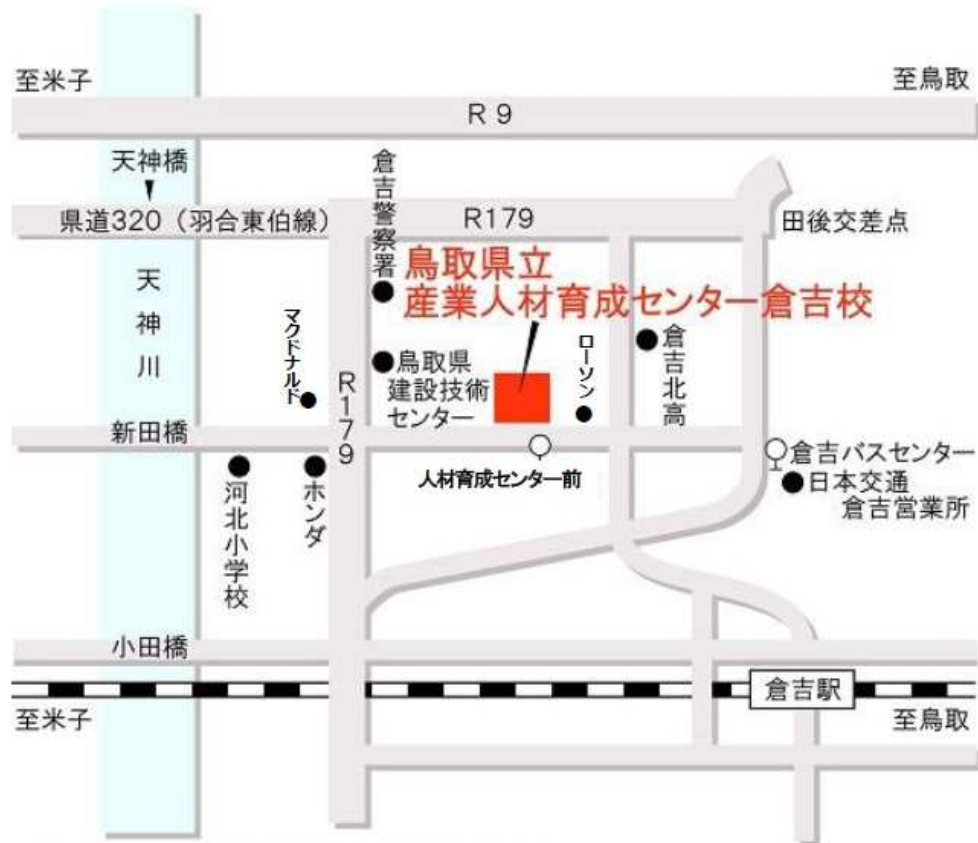 至米子
至鳥取
R 9
天神橋
県道320（羽合東伯線）
R179
田後交差点
倉吉警察署
鳥取県立
産業人材育成センター倉吉校
天神川
マクドナルド
鳥取県
建設技術
センター
ローソン
倉吉北高
R179
新田橋
人材育成センター前
倉吉バスセンター
日本交通
倉吉営業所
河北小学校
ホンダ
小田橋
倉吉駅
至米子
至鳥取